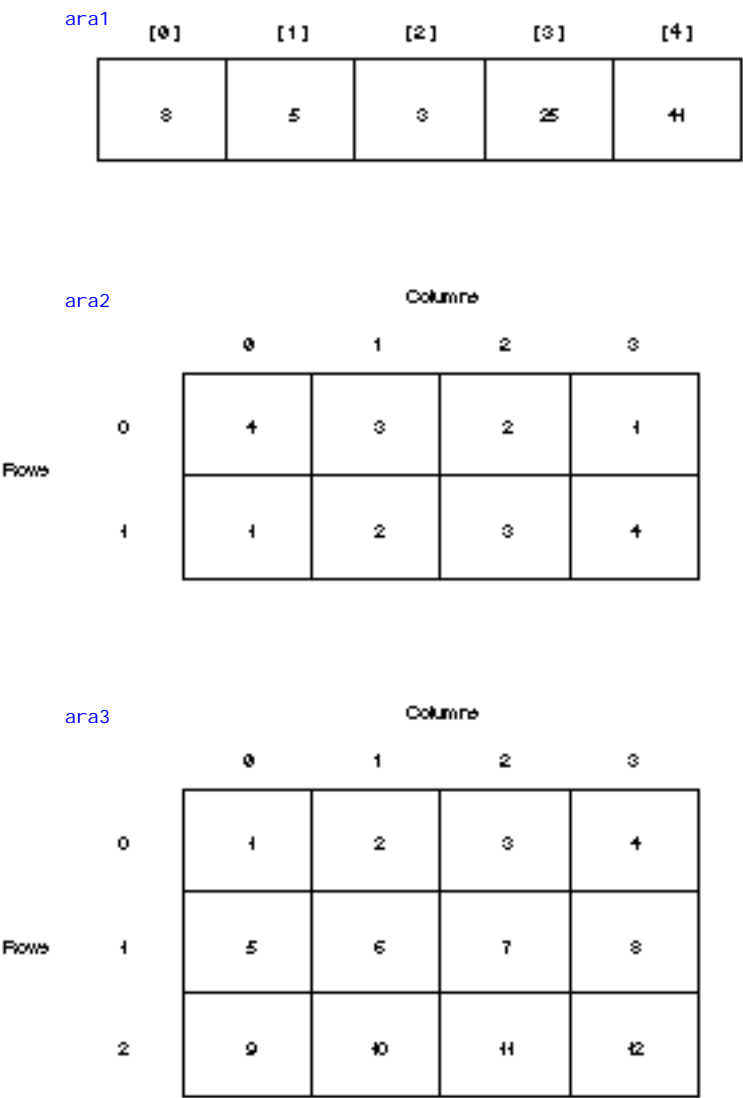 ara1 [0] [1] [2] [3] [4]
8 5 3 25 41
ara2 Columns
0 1 2 3
0 4 3 2 1
Rows
1 1 2 3 4
ara3 Columns
0 1 2 3
0 1 2 3 4
Rows 1 5 6 7 8
2 9 10 11 12